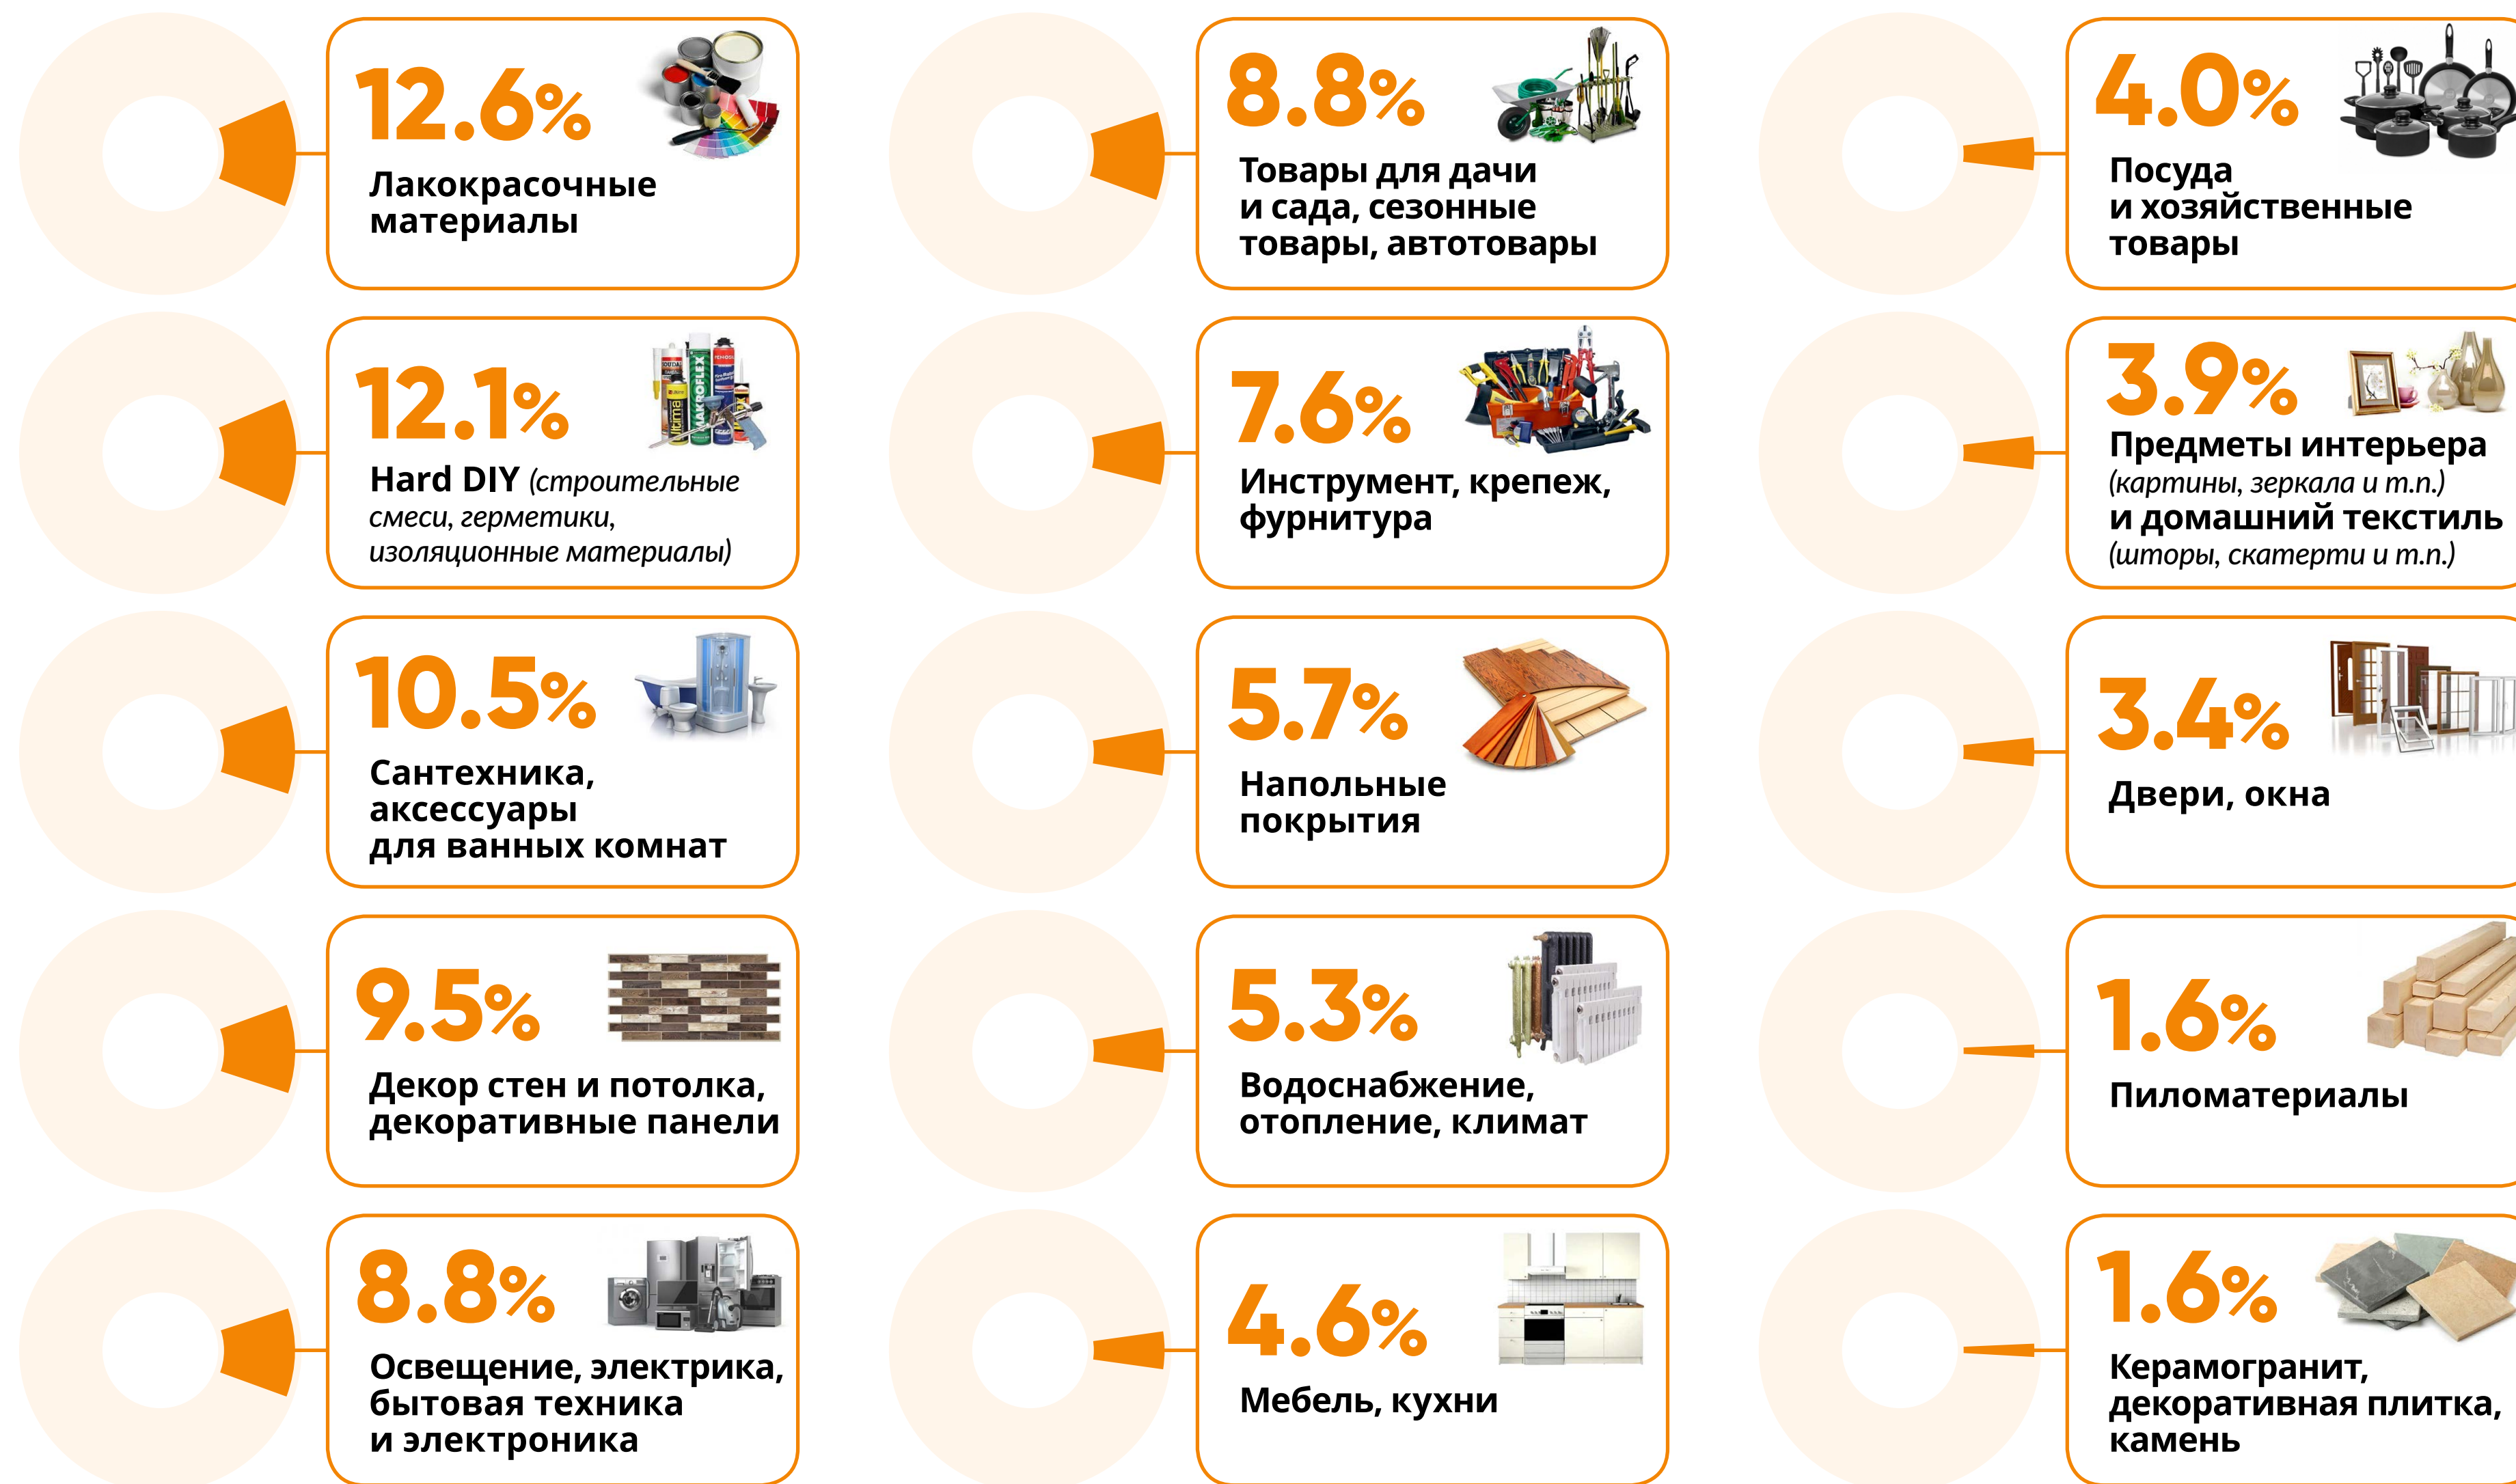 12.6%
Лакокрасочные
материалы
12.1%
Hard DIY (строительные
смеси, герметики,
изоляционные материалы)
10.5%
Сантехника,
аксессуары
для ванных комнат
9.5%
Декор стен и потолка,
декоративные панели
8.8%
Освещение, электрика,
бытовая техника
и электроника
8.8%
Товары для дачи
и сада, сезонные
товары, автотовары
7.6%
Инструмент, крепеж,
фурнитура
5.7%
Напольные
покрытия
5.3%
Водоснабжение,
отопление, климат
4.6%
Мебель, кухни
4.0%
Посуда
и хозяйственные
товары
3.9%
Предметы интерьера
(картины, зеркала и т.п.)
и домашний текстиль
(шторы, скатерти и т.п.)
3.4%
Двери, окна
1.6%
Пиломатериалы
1.6%
Керамогранит,
декоративная плитка,
камень
MAKROFLEX